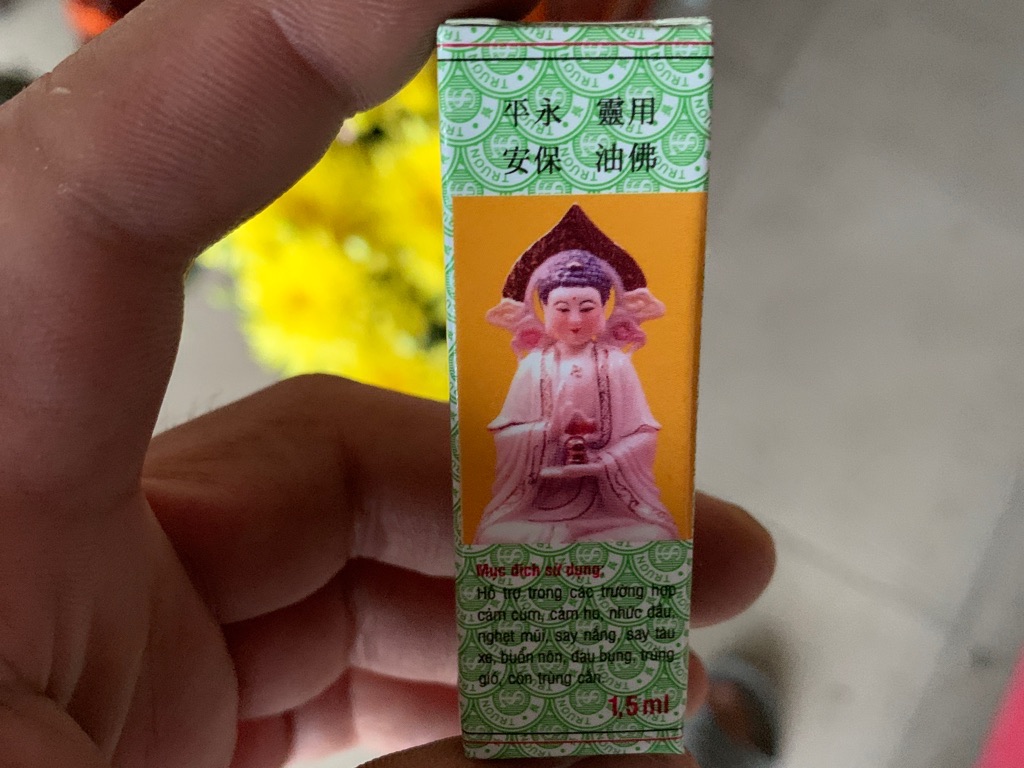 平永 靈用
安保 油佛
Mục đích sử dụng:
Hỗ trợ trong các trường hợp
cảm cúm, cảm ho, nhức đầu,
nghẹt mũi, say nắng, say tàu
xe, buồn nôn, đau bụng, trúng
gió, côn trùng cắn.
1,5 ml